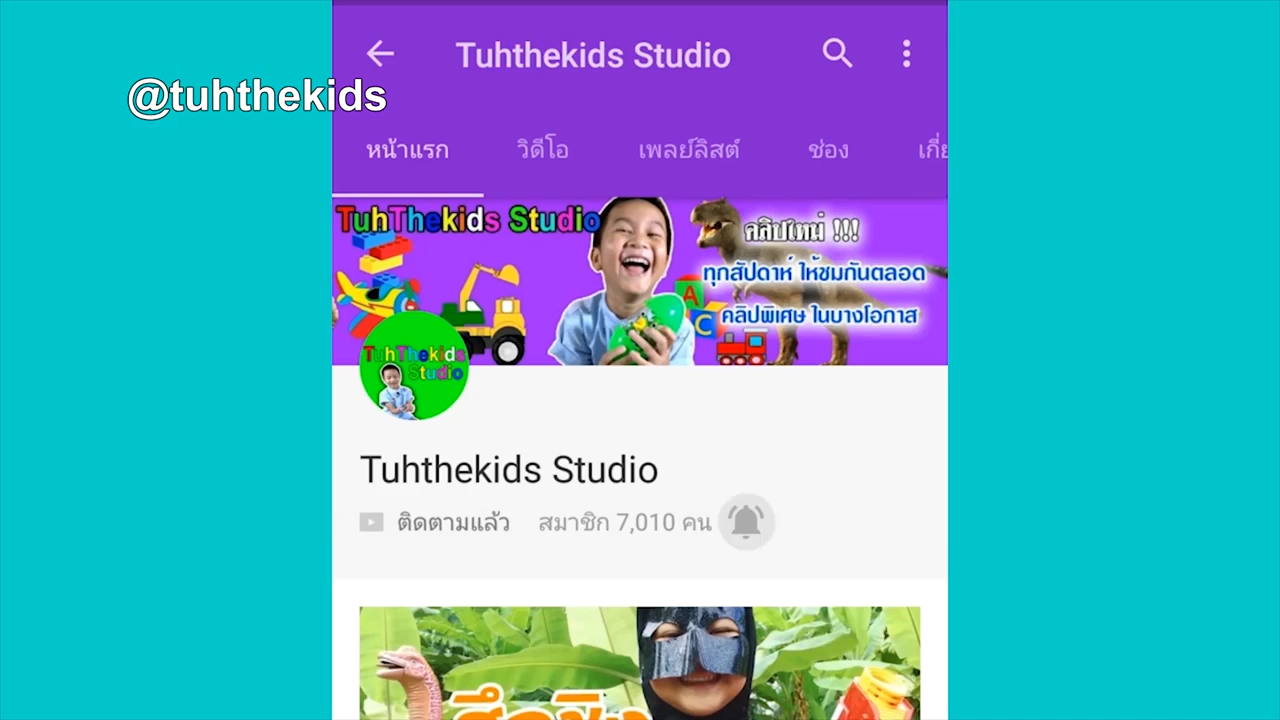 Tuhthekids Studio
@tuhthekids
หน้าแรก วิดีโอ เพลย์ลิสต์ ช่อง
TuhThekids Studio
คลิปใหม่ !!!
ทุกสัปดาห์ ให้ชมกันตลอด
A
C
คลิปพิเศษ ในบางโอกาส
TuhThekids
Studio
Tuhthekids Studio
ติดตามแล้ว สมาชิก 7,010 คน